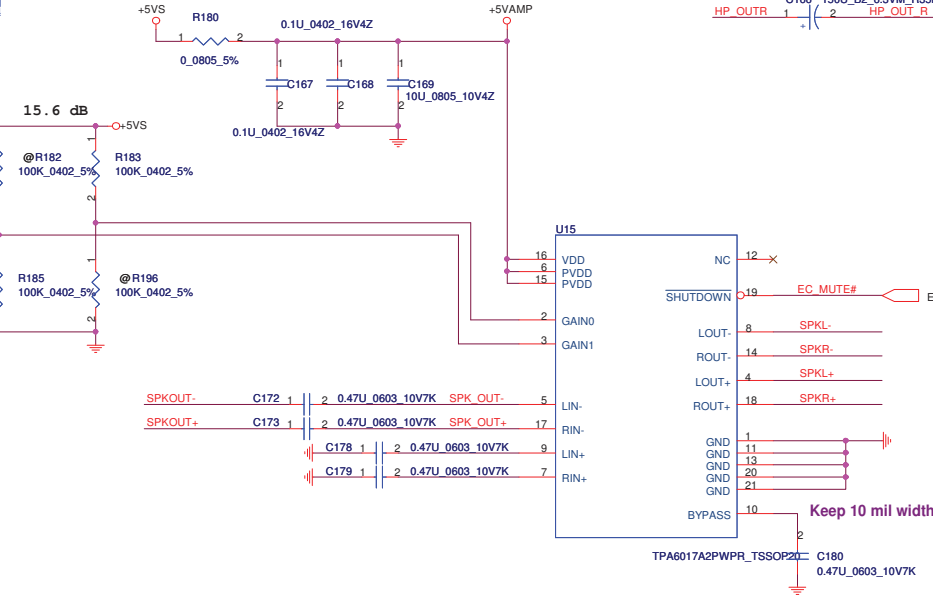 +5VS
R180
1
2
0_0805_5%
0.1U_0402_16V4Z
+5VAMP
HP_OUTR
1
2
HP_OUT_R
+
1
1
1
C167
C168
C169
10U_0805_10V4Z
2
2
2
0.1U_0402_16V4Z
15.6 dB
+5VS
1
@R182
100K_0402_5%
R183
100K_0402_5%
2
1
R185
100K_0402_5%
@R196
100K_0402_5%
2
U15
16
VDD
6
PVDD
15
PVDD
2
GAIN0
3
GAIN1
NC
12
SHUTDOWN
19
EC_MUTE#
E
LOUT-
8
SPKL-
ROUT-
14
SPKR-
LOUT+
4
SPKL+
ROUT+
18
SPKR+
SPKOUT-
C172
1
2
0.47U_0603_10V7K
SPK_OUT-
5
LIN-
SPKOUT+
C173
1
2
0.47U_0603_10V7K
SPK_OUT+
17
RIN-
C178
1
2
0.47U_0603_10V7K
9
LIN+
C179
1
2
0.47U_0603_10V7K
7
RIN+
GND
1
GND
11
GND
13
GND
20
GND
21
BYPASS
10
Keep 10 mil width
2
TPA6017A2PWPR_TSSOP20
C180
0.47U_0603_10V7K